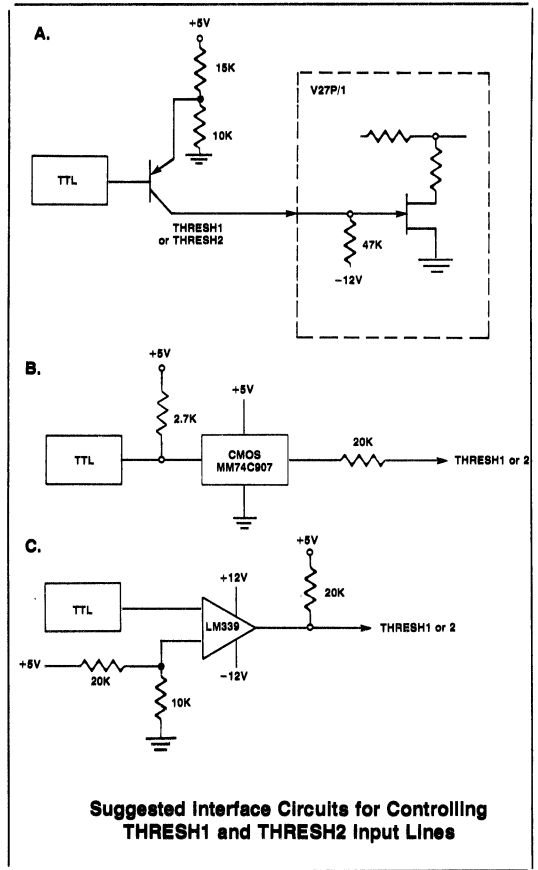 A.
+5V
15K
10K
V27P/1
TTL
THRESH1
or THRESH2
47K
−12V
B.
+5V
+5V
2.7K
TTL
CMOS
MM74C907
20K
THRESH1 or 2
C.
+5V
+12V
20K
TTL
LM339
THRESH1 or 2
+5V
20K
−12V
10K
Suggested Interface Circuits for Controlling
THRESH1 and THRESH2 Input Lines